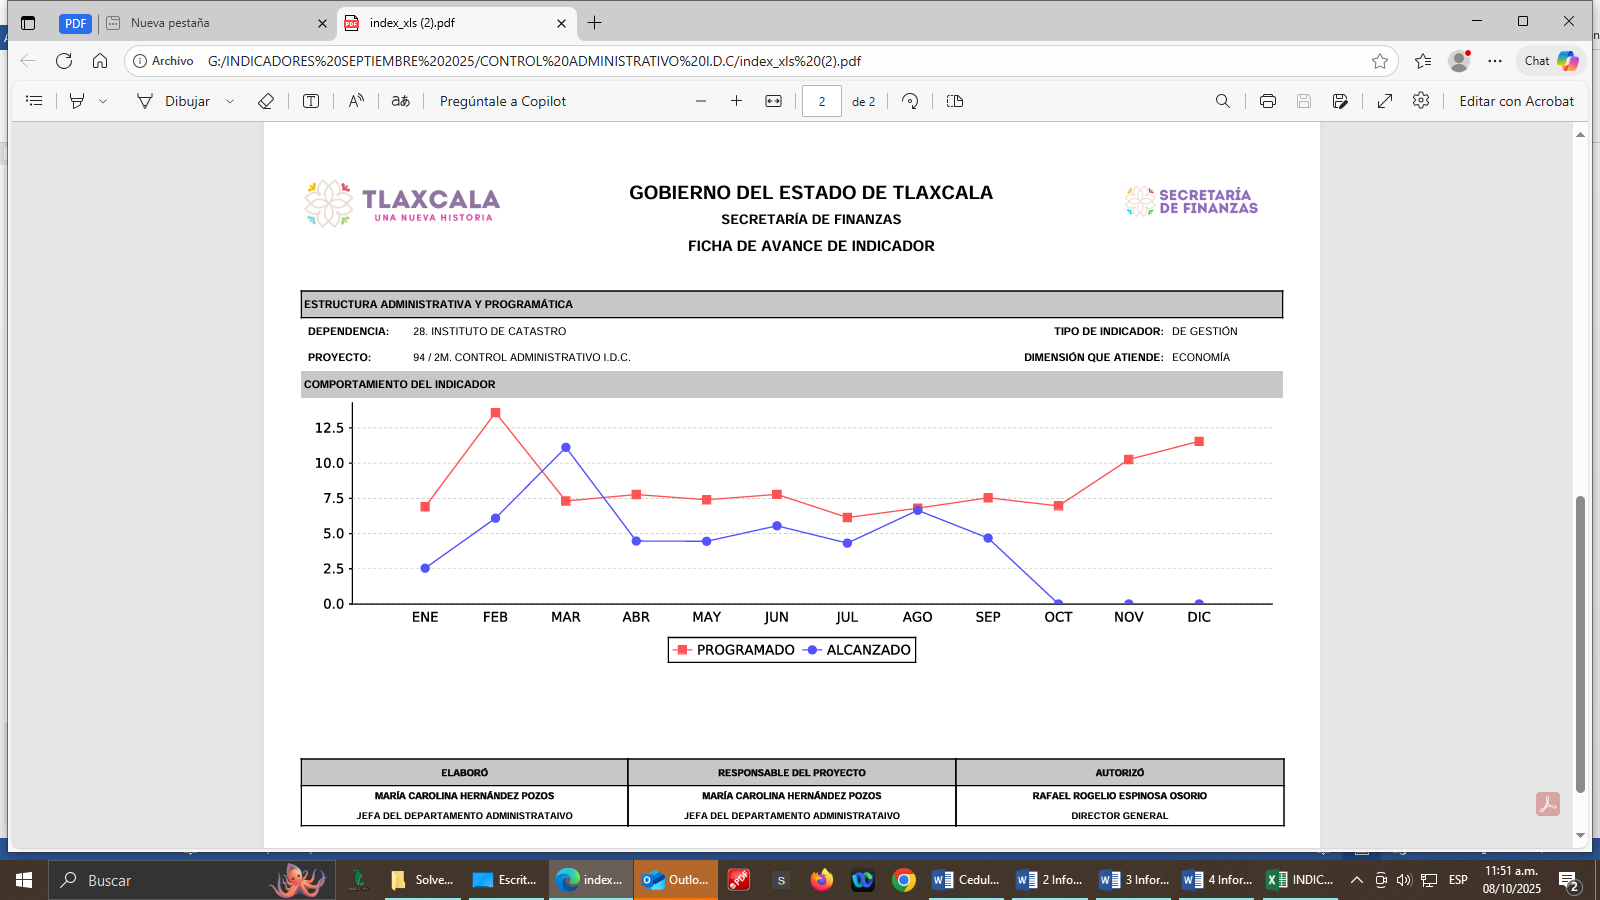 PDF
Nueva pestaña
index_xls (2).pdf
Archivo
G:/INDICADORES%20SEPTIEMBRE%202025/CONTROL%20ADMINISTRATIVO%20I.D.C/index_xls%20(2).pdf
Chat
Dibujar
Pregúntale a Copilot
2
de 2
Editar con Acrobat
TLAXCALA
UNA NUEVA HISTORIA
GOBIERNO DEL ESTADO DE TLAXCALA
SECRETARÍA DE FINANZAS
FICHA DE AVANCE DE INDICADOR
SECRETARÍA
DE FINANZAS
ESTRUCTURA ADMINISTRATIVA Y PROGRAMÁTICA
DEPENDENCIA: 28. INSTITUTO DE CATASTRO TIPO DE INDICADOR: DE GESTIÓN
PROYECTO: 94 / 2M. CONTROL ADMINISTRATIVO I.D.C. DIMENSIÓN QUE ATIENDE: ECONOMÍA
COMPORTAMIENTO DEL INDICADOR
12.5
10.0
7.5
5.0
2.5
0.0
ENE FEB MAR ABR MAY JUN JUL AGO SEP OCT NOV DIC
PROGRAMADO ALCANZADO
ELABORÓ RESPONSABLE DEL PROYECTO AUTORIZÓ
MARÍA CAROLINA HERNÁNDEZ POZOS MARÍA CAROLINA HERNÁNDEZ POZOS RAFAEL ROGELIO ESPINOSA OSORIO
JEFA DEL DEPARTAMENTO ADMINISTRATAIVO JEFA DEL DEPARTAMENTO ADMINISTRATAIVO DIRECTOR GENERAL
Buscar
Solve...
Escrit...
index...
Outlo...
PDF
S
Cedul...
2 Info...
3 Infor...
4 Infor...
INDIC...
ESP
11:51 a.m.
08/10/2025
2